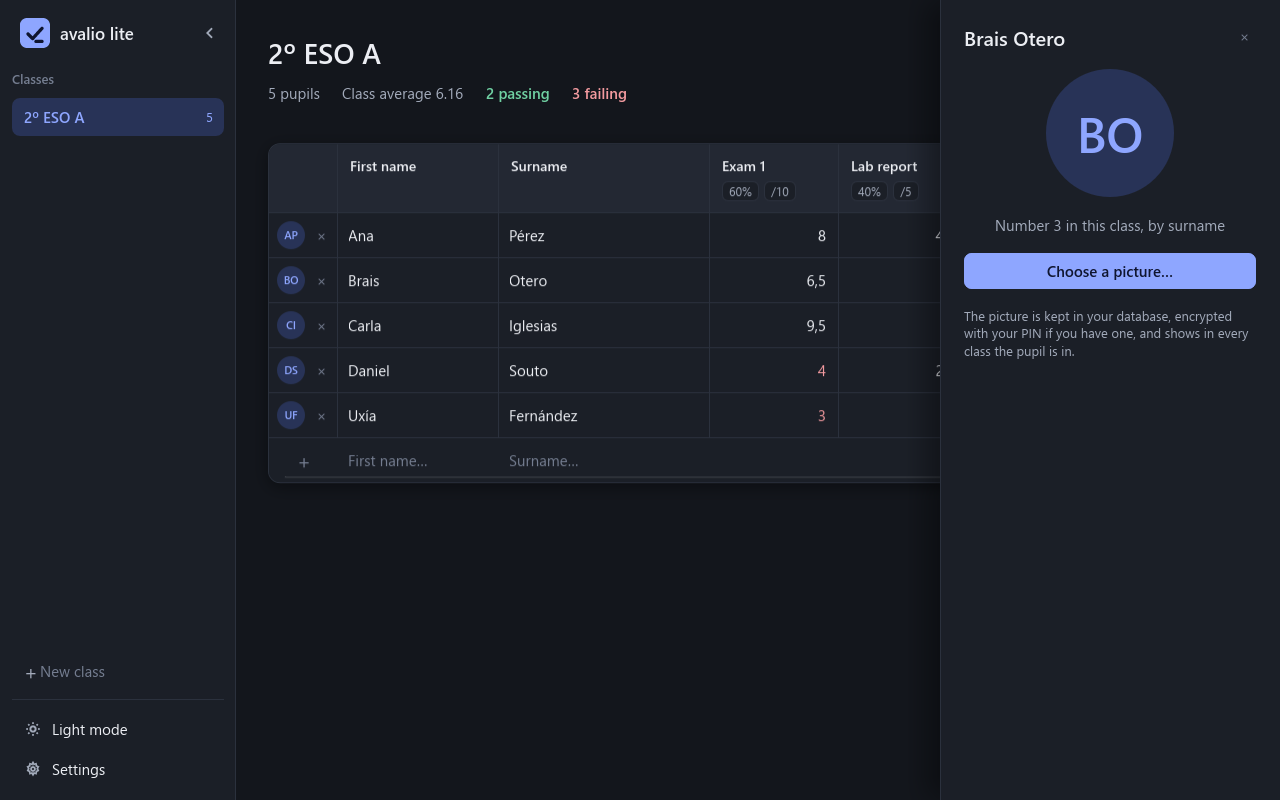 avalio lite
Classes
2º ESO A 5
+ New class
Light mode
Settings
2º ESO A
5 pupils Class average 6.16 2 passing 3 failing
First name Surname Exam 1 Lab report
60% /10 40% /5
AP × Ana Pérez 8
BO × Brais Otero 6,5
CI × Carla Iglesias 9,5
DS × Daniel Souto 4 2
UF × Uxía Fernández 3
+ First name... Surname...
Brais Otero ×
BO
Number 3 in this class, by surname
Choose a picture...
The picture is kept in your database, encrypted
with your PIN if you have one, and shows in every
class the pupil is in.